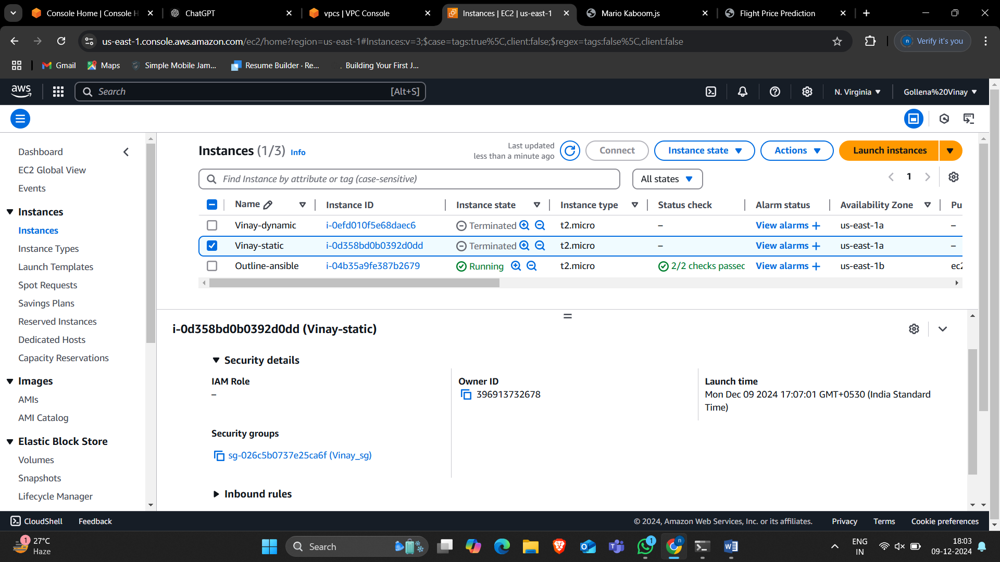 Console Home | Console H
ChatGPT
vpcs | VPC Console
Instances | EC2 | us-east-1
Mario Kaboom.js
Flight Price Prediction
us-east-1.console.aws.amazon.com/ec2/home?region=us-east-1#Instances:v=3;$case=tags:true%5C,client:false;$regex=tags:false%5C,client:false
n
Verify it's you
Gmail
Maps
Simple Mobile Jam...
Resume Builder · Re...
Building Your First J...
aws
Search
[Alt+S]
N. Virginia
Gollena%20Vinay
Dashboard
EC2 Global View
Events
Instances
Instances
Instance Types
Launch Templates
Spot Requests
Savings Plans
Reserved Instances
Dedicated Hosts
Capacity Reservations
Images
AMIs
AMI Catalog
Elastic Block Store
Volumes
Snapshots
Lifecycle Manager
Instances (1/3) Info
Last updated
less than a minute ago
Connect
Instance state
Actions
Launch instances
Find Instance by attribute or tag (case-sensitive)
All states
1
Name Instance ID Instance state Instance type Status check Alarm status Availability Zone Pu
Vinay-dynamic i-0efd010f5e68daec6 Terminated t2.micro – View alarms + us-east-1a –
Vinay-static i-0d358bd0b0392d0dd Terminated t2.micro – View alarms + us-east-1a –
Outline-ansible i-04b35a9fe387b2679 Running t2.micro 2/2 checks passec View alarms + us-east-1b ec2
i-0d358bd0b0392d0dd (Vinay-static)
Security details
IAM Role
–
Owner ID
396913732678
Launch time
Mon Dec 09 2024 17:07:01 GMT+0530 (India Standard
Time)
Security groups
sg-026c5b0737e25ca6f (Vinay_sg)
Inbound rules
CloudShell
Feedback
© 2024, Amazon Web Services, Inc. or its affiliates.
Privacy
Terms
Cookie preferences
1
27°C
Haze
Search
1
n
ENG
IN
18:03
09-12-2024